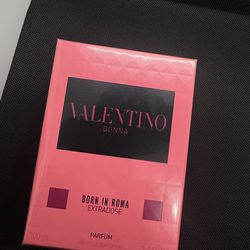 VALENTINO
DONNA
BORN IN ROMA
EXTRADOSE
PARFUM